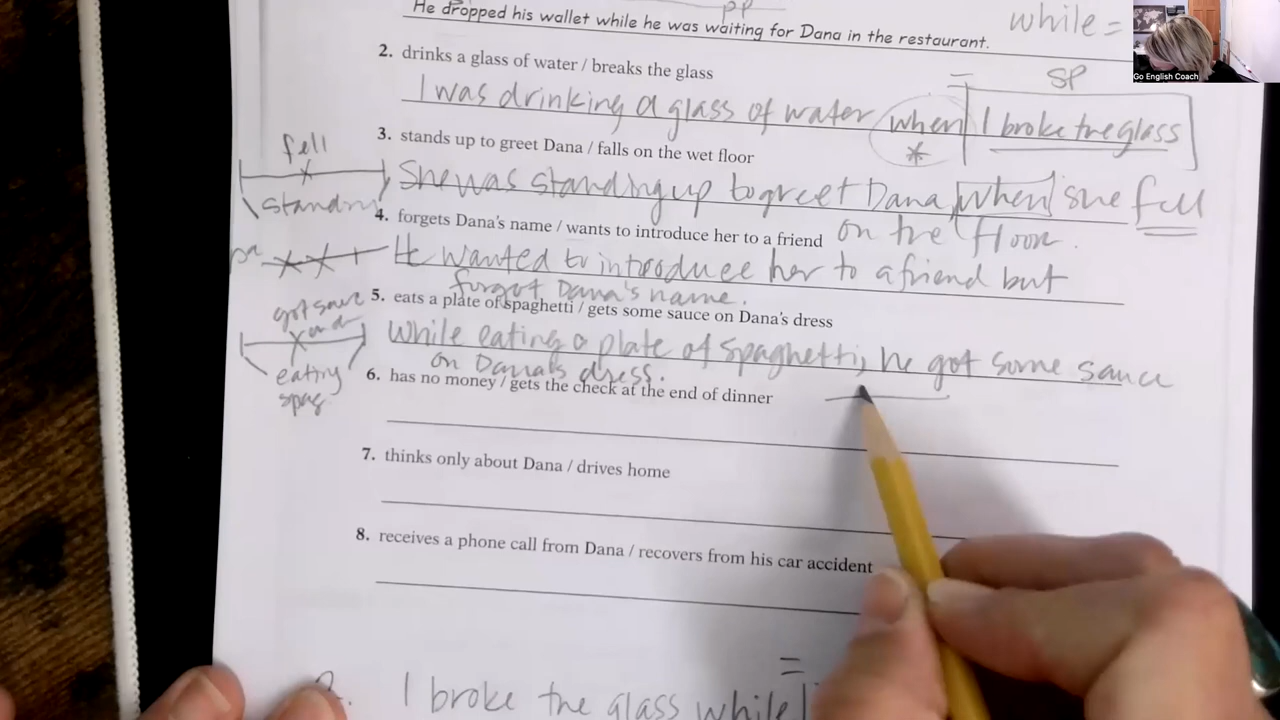 pp
He dropped his wallet while he was waiting for Dana in the restaurant.
while =
Go English Coach
2. drinks a glass of water / breaks the glass
SP
I was drinking a glass of water when I broke the glass
3. stands up to greet Dana / falls on the wet floor
fell
She was standing up to greet Dana, when she fell
standing
on the floor.
4. forgets Dana's name / wants to introduce her to a friend
He wanted to introduce her to a friend but
forgot Dana's name.
5. eats a plate of spaghetti / gets some sauce on Dana's dress
got sauce
While eating a plate of spaghetti, he got some sauce
on Dana's dress.
eating
spag
6. has no money / gets the check at the end of dinner
7. thinks only about Dana / drives home
8. receives a phone call from Dana / recovers from his car accident
=
I broke the glass while